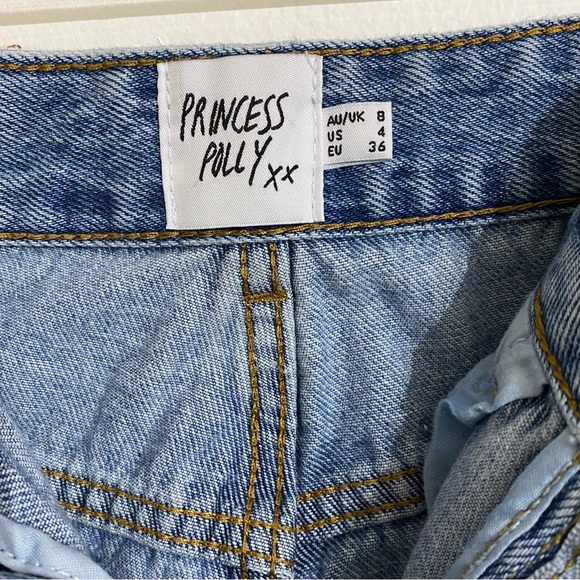 PRINCESS
POLLY xx
AU/UK 8
US 4
EU 36